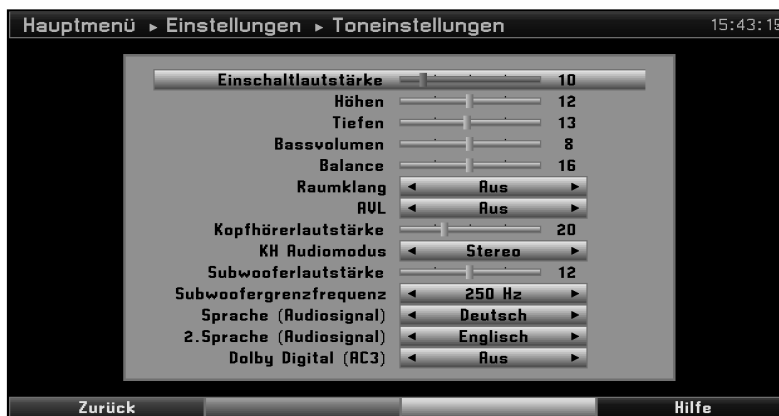 Hauptmenü ▸ Einstellungen ▸ Toneinstellungen 15:43:15
Einschaltlautstärke 10
Höhen 12
Tiefen 13
Bassvolumen 8
Balance 16
Raumklang ◂ Aus ▸
AVL ◂ Aus ▸
Kopfhörerlautstärke 20
KH Audiomodus ◂ Stereo ▸
Subwooferlautstärke 12
Subwoofergrenzfrequenz ◂ 250 Hz ▸
Sprache (Audiosignal) ◂ Deutsch ▸
2.Sprache (Audiosignal) ◂ Englisch ▸
Dolby Digital (AC3) ◂ Aus ▸
Zurück Hilfe